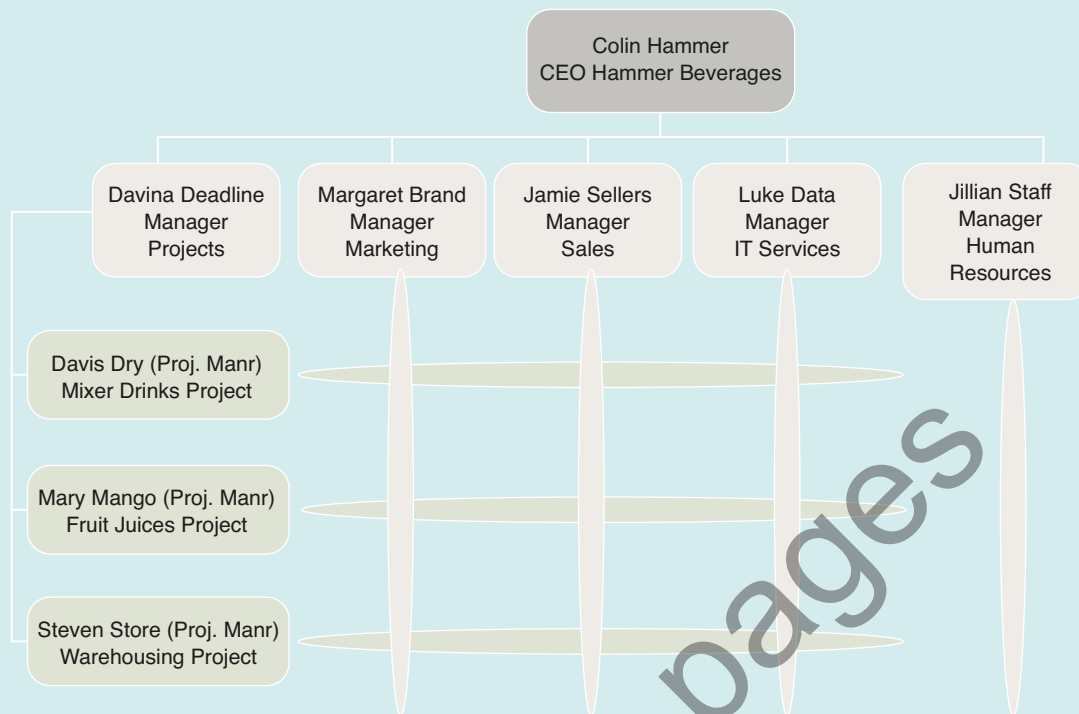 Colin Hammer
CEO Hammer Beverages
Davina Deadline
Manager
Projects
Margaret Brand
Manager
Marketing
Jamie Sellers
Manager
Sales
Luke Data
Manager
IT Services
Jillian Staff
Manager
Human
Resources
Davis Dry (Proj. Manr)
Mixer Drinks Project
Mary Mango (Proj. Manr)
Fruit Juices Project
Steven Store (Proj. Manr)
Warehousing Project
pages